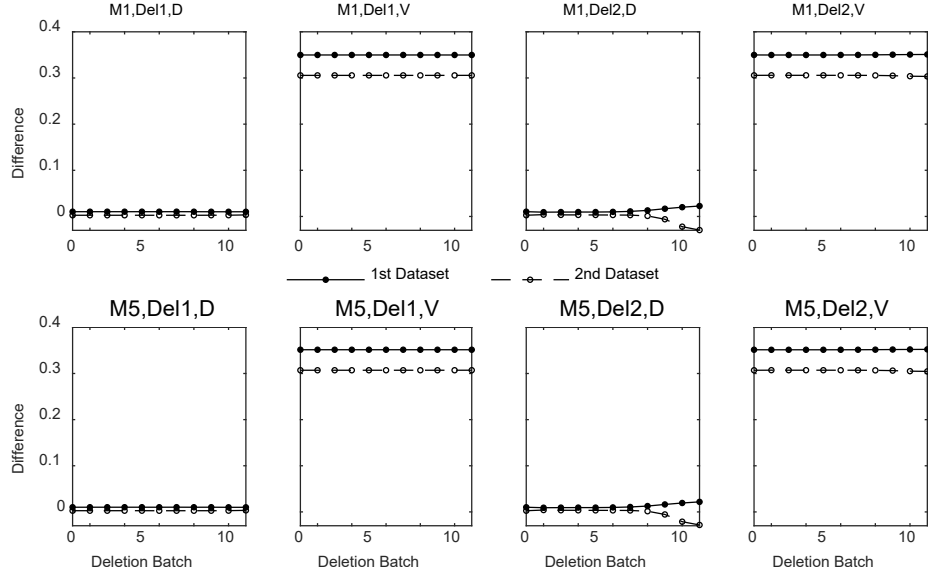 M1,Del1,D M1,Del1,V M1,Del2,D M1,Del2,V
0.4
0.3
0.2
0.1
0
Difference
0 5 10 0 5 10 0 5 10 0 5 10
1st Dataset 2nd Dataset
M5,Del1,D M5,Del1,V M5,Del2,D M5,Del2,V
0.4
0.3
0.2
0.1
0
Difference
0 5 10 0 5 10 0 5 10 0 5 10
Deletion Batch Deletion Batch Deletion Batch Deletion Batch